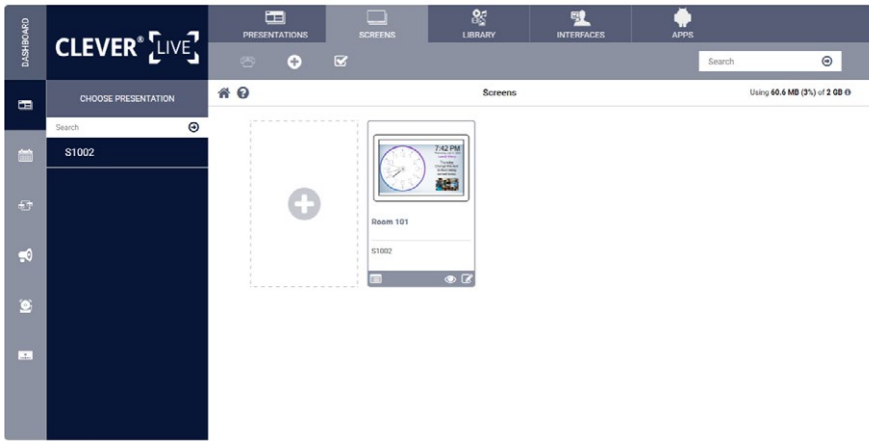 DASHBOARD
CLEVER® [LIVE]
PRESENTATIONS
SCREENS
LIBRARY
INTERFACES
APPS
Search
CHOOSE PRESENTATION
Search
S1002
Screens
Using 60.6 MB (3%) of 2 GB
7:42 PM
Room 101
S1002